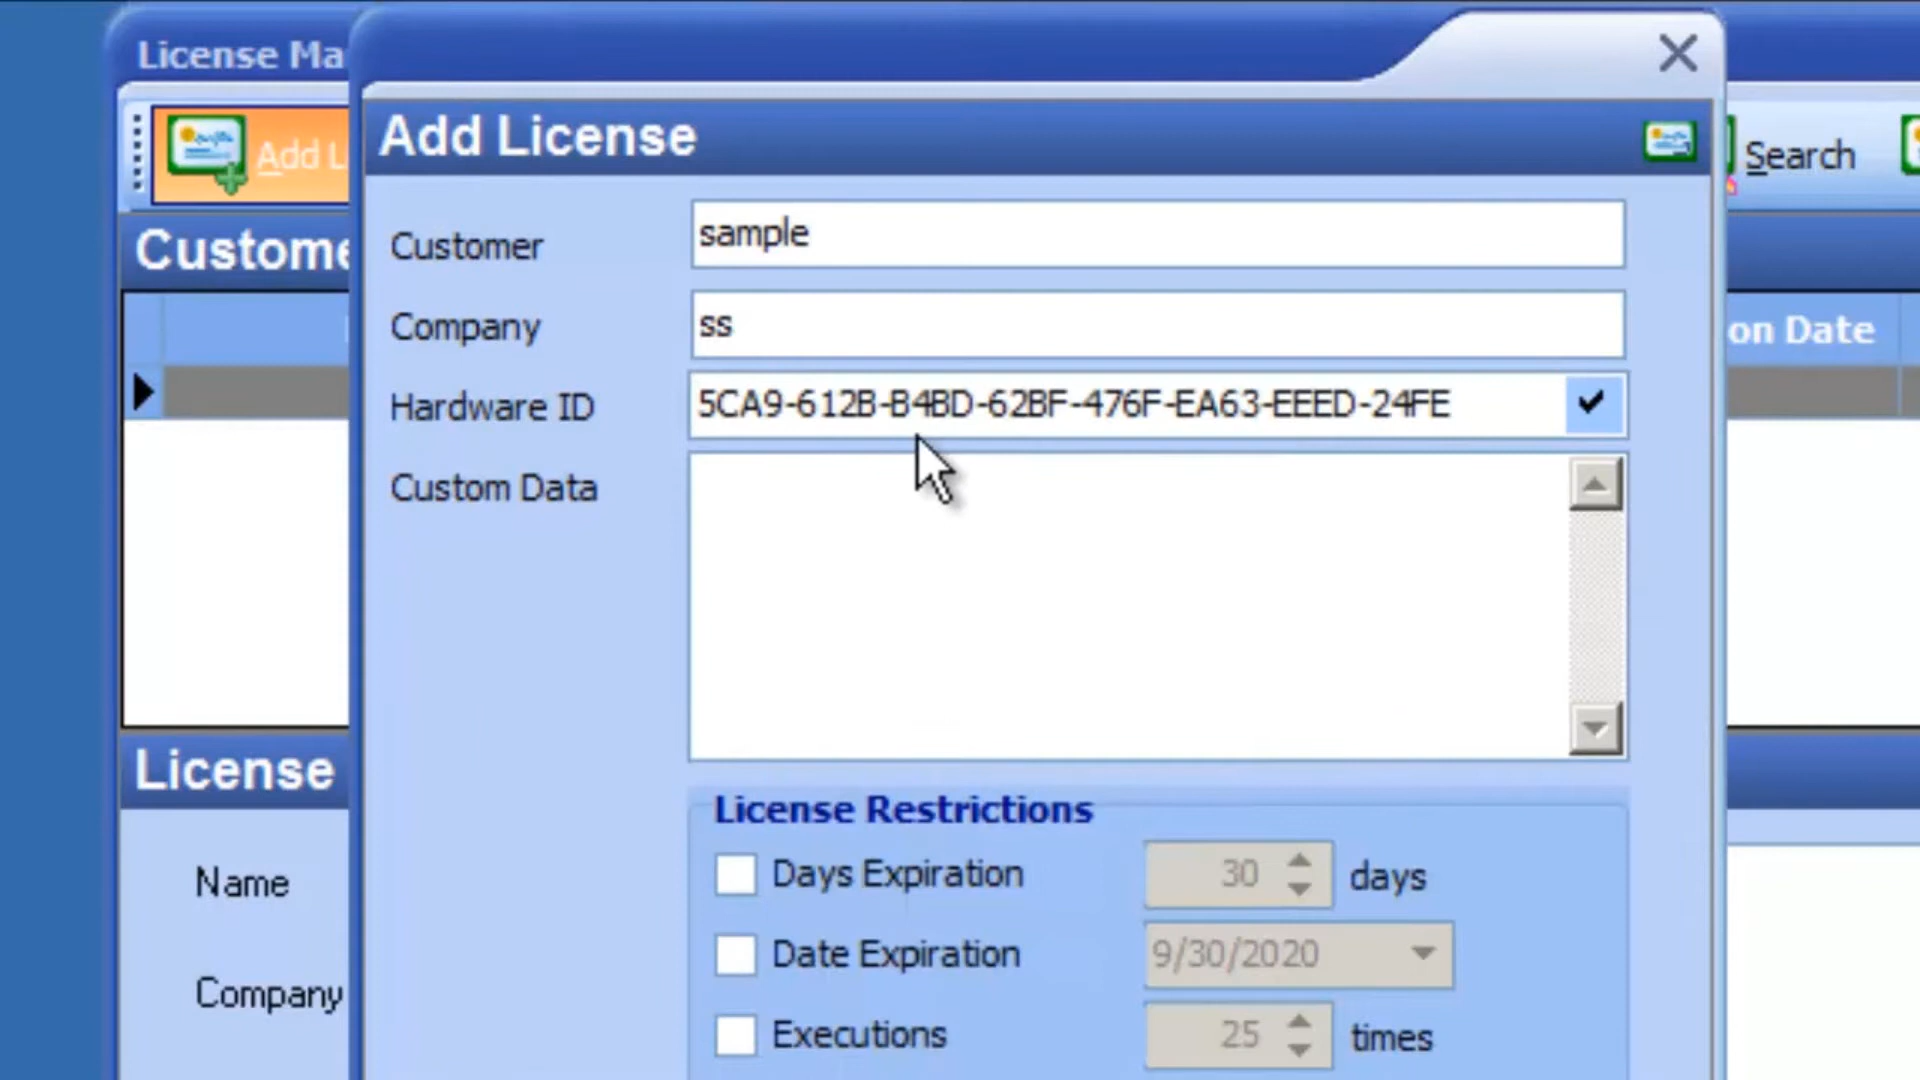 License Ma
Add L
Search
Add License
Custome
on Date
Customer
sample
Company
ss
Hardware ID
5CA9-612B-B4BD-62BF-476F-EA63-EEED-24FE
Custom Data
License
License Restrictions
Days Expiration
30
days
Date Expiration
9/30/2020
Executions
25
times
Name
Company